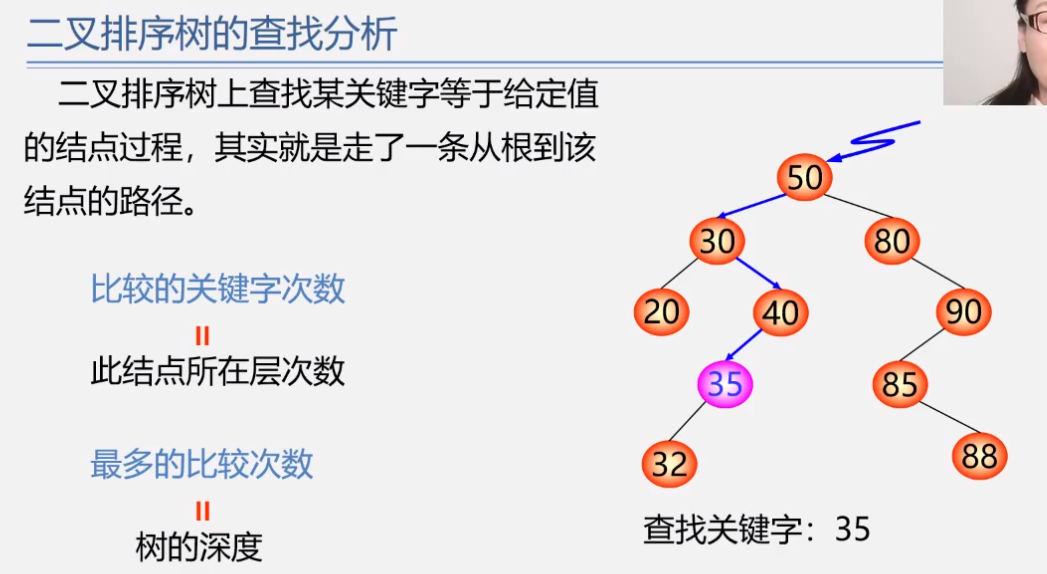 二叉排序树的查找分析
二叉排序树上查找某关键字等于给定值
的结点过程，其实就是走了一条从根到该
结点的路径。
比较的关键字次数
=
此结点所在层次数
最多的比较次数
=
树的深度
50
30
80
20
40
90
35
85
32
88
查找关键字：35